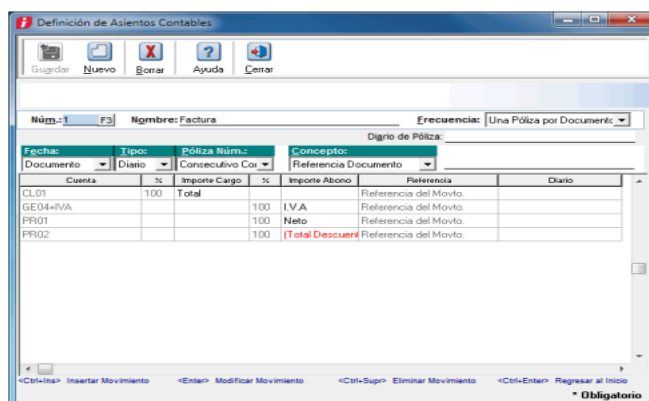 Definición de Asientos Contables
Guardar Nuevo Borrar Ayuda Cerrar
Núm.: 1 F3 Nombre: Factura Frecuencia: Una Póliza por Documento
Diario de Póliza:
Fecha: Tipo: Póliza Núm.: Concepto:
Documento Diario Consecutivo Cor Referencia Documento
Cuenta % Importe Cargo % Importe Abono Referencia Diario
CL01 100 Total Referencia del Movto.
GE04+IVA 100 I.V.A Referencia del Movto.
PR01 100 Neto Referencia del Movto.
PR02 100 (Total Descuent Referencia del Movto.
<Ctrl+Ins> Insertar Movimiento <Enter> Modificar Movimiento <Ctrl+Supr> Eliminar Movimiento <Ctrl+Enter> Regresar al Inicio
* Obligatorio